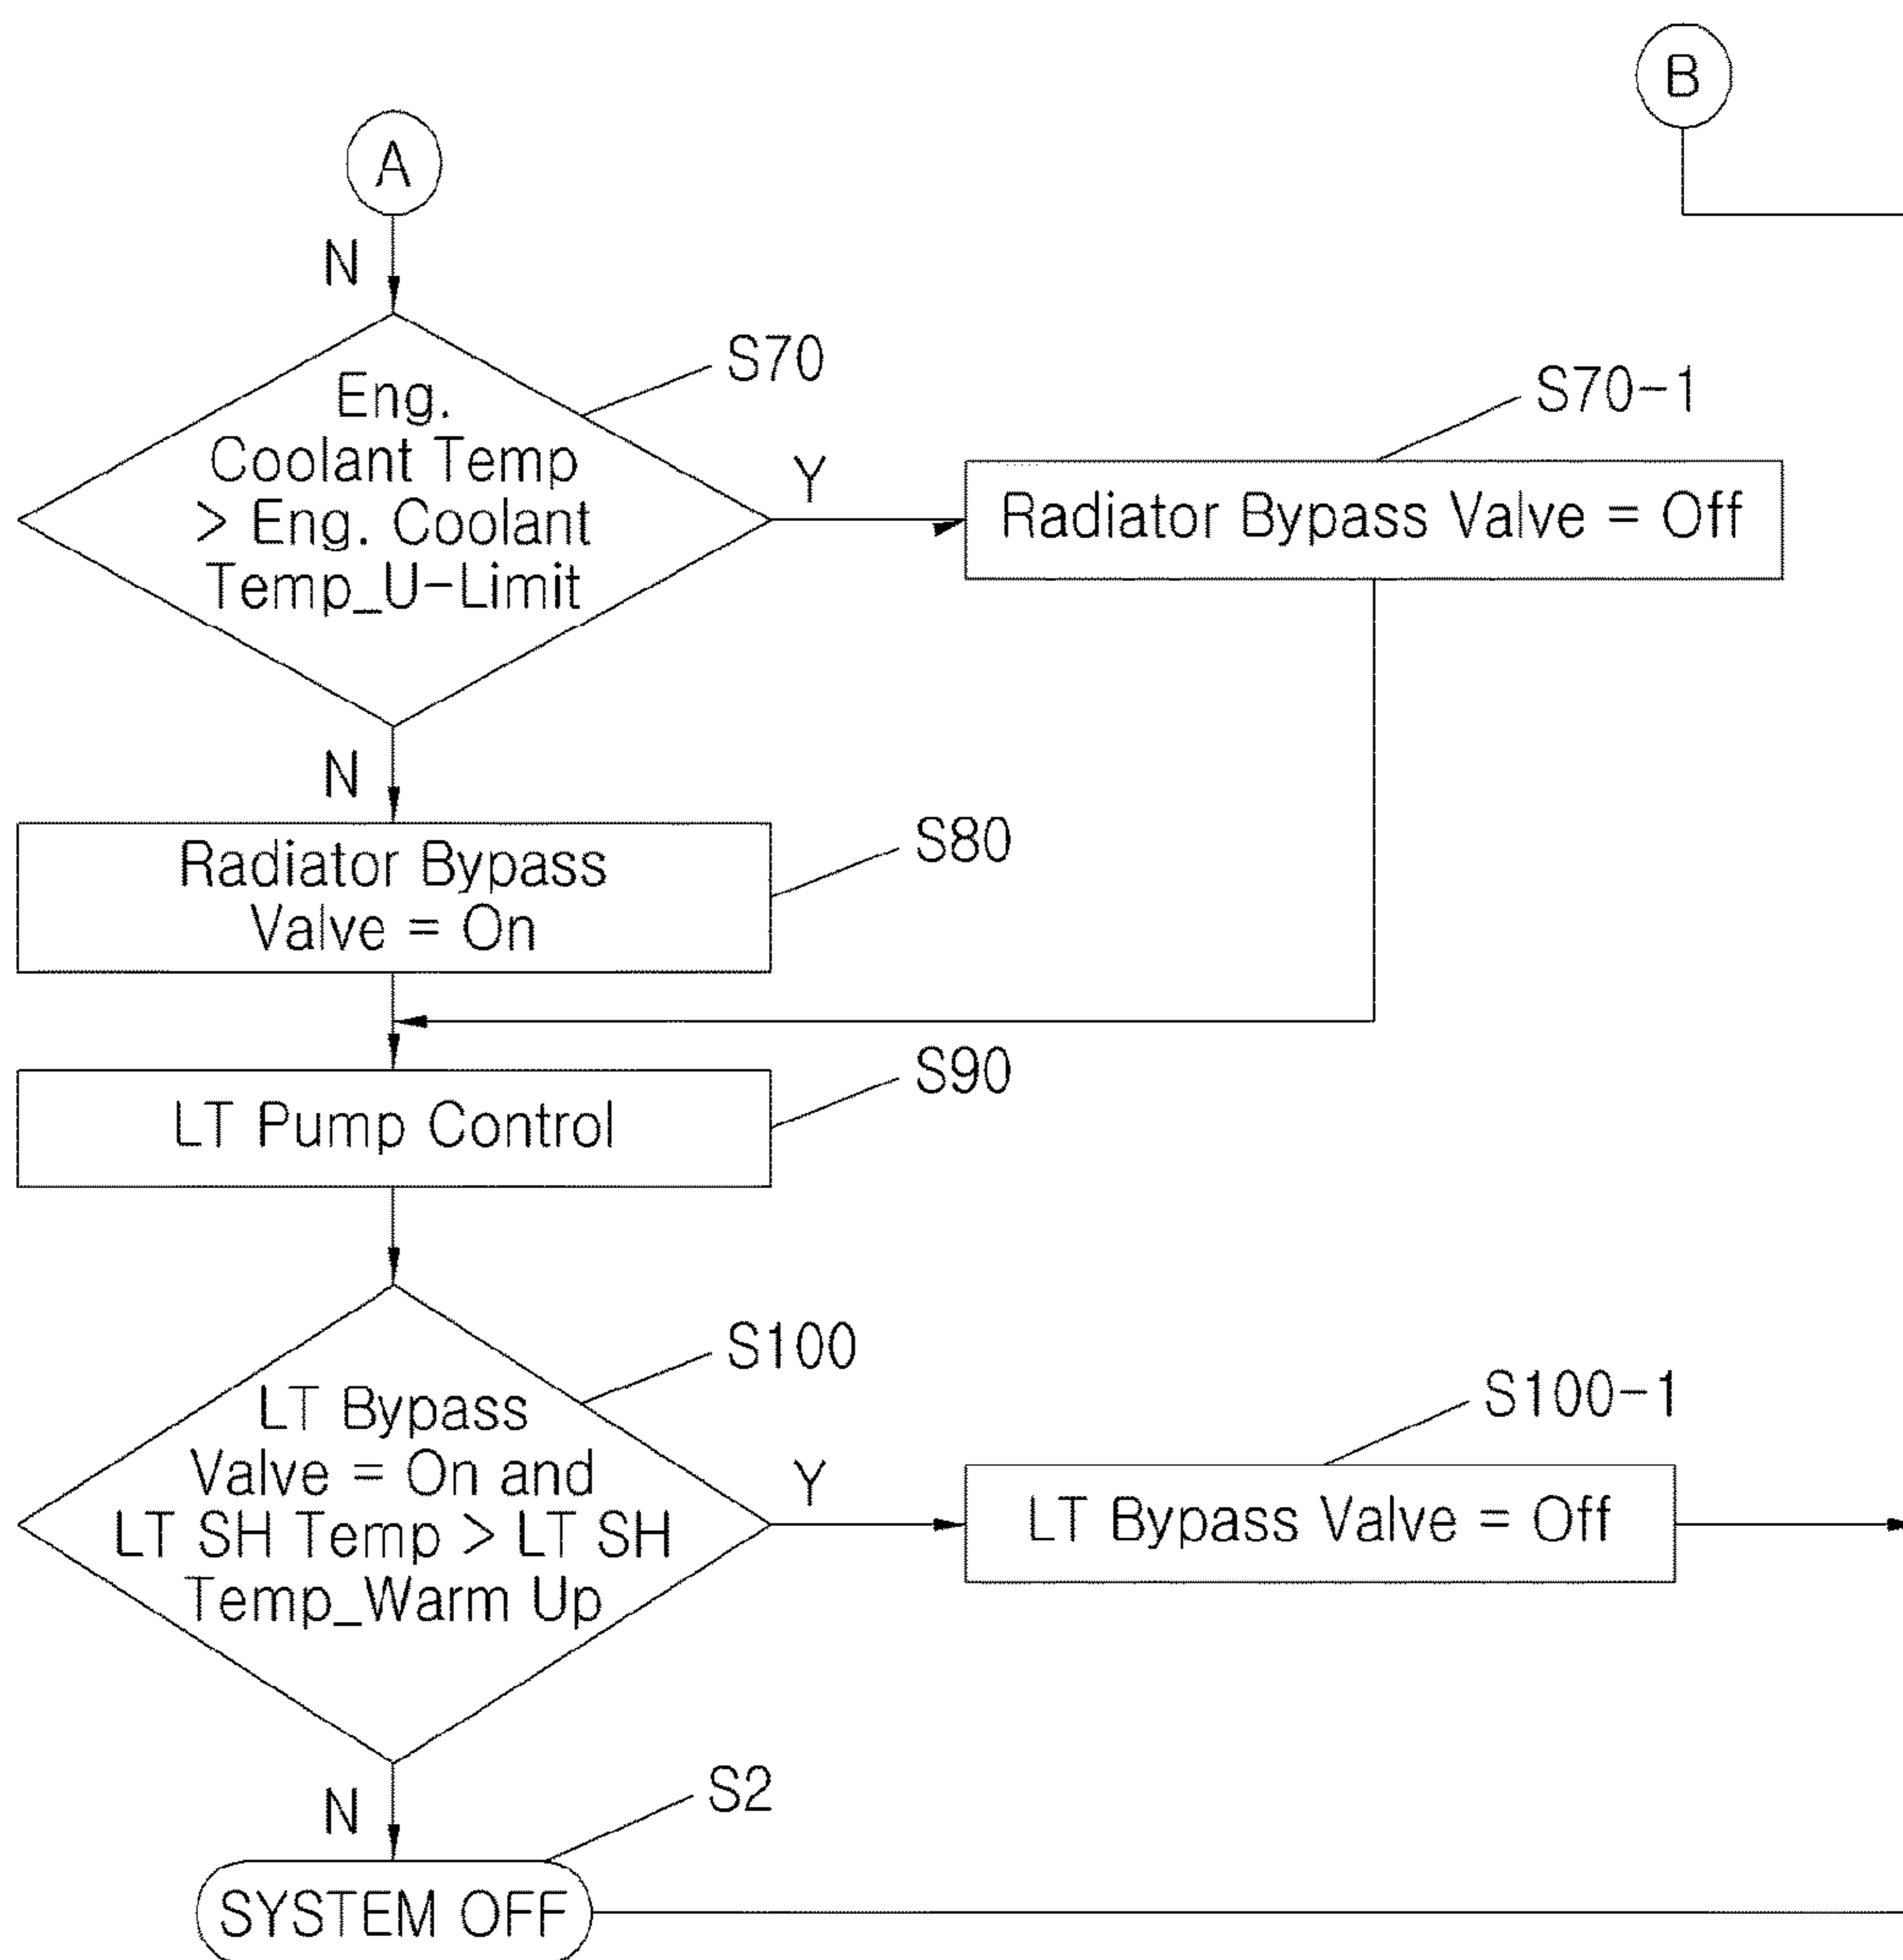 B
A
N
S70
Eng.
Coolant Temp
> Eng. Coolant
Temp_U-Limit
Y
S70-1
Radiator Bypass Valve = Off
N
S80
Radiator Bypass
Valve = On
S90
LT Pump Control
S100
LT Bypass
Valve = On and
LT SH Temp > LT SH
Temp_Warm Up
Y
S100-1
LT Bypass Valve = Off
N
S2
SYSTEM OFF